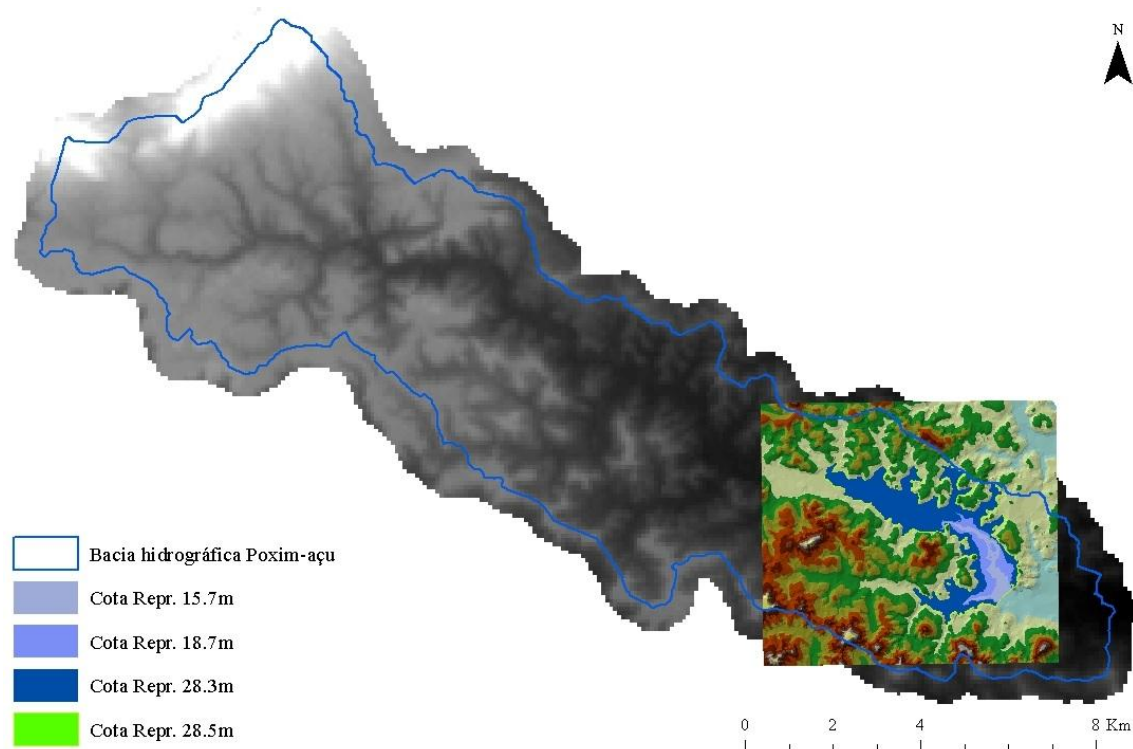 N
Bacia hidrográfica Poxim-açu
Cota Repr. 15.7m
Cota Repr. 18.7m
Cota Repr. 28.3m
Cota Repr. 28.5m
0 2 4 8 Km